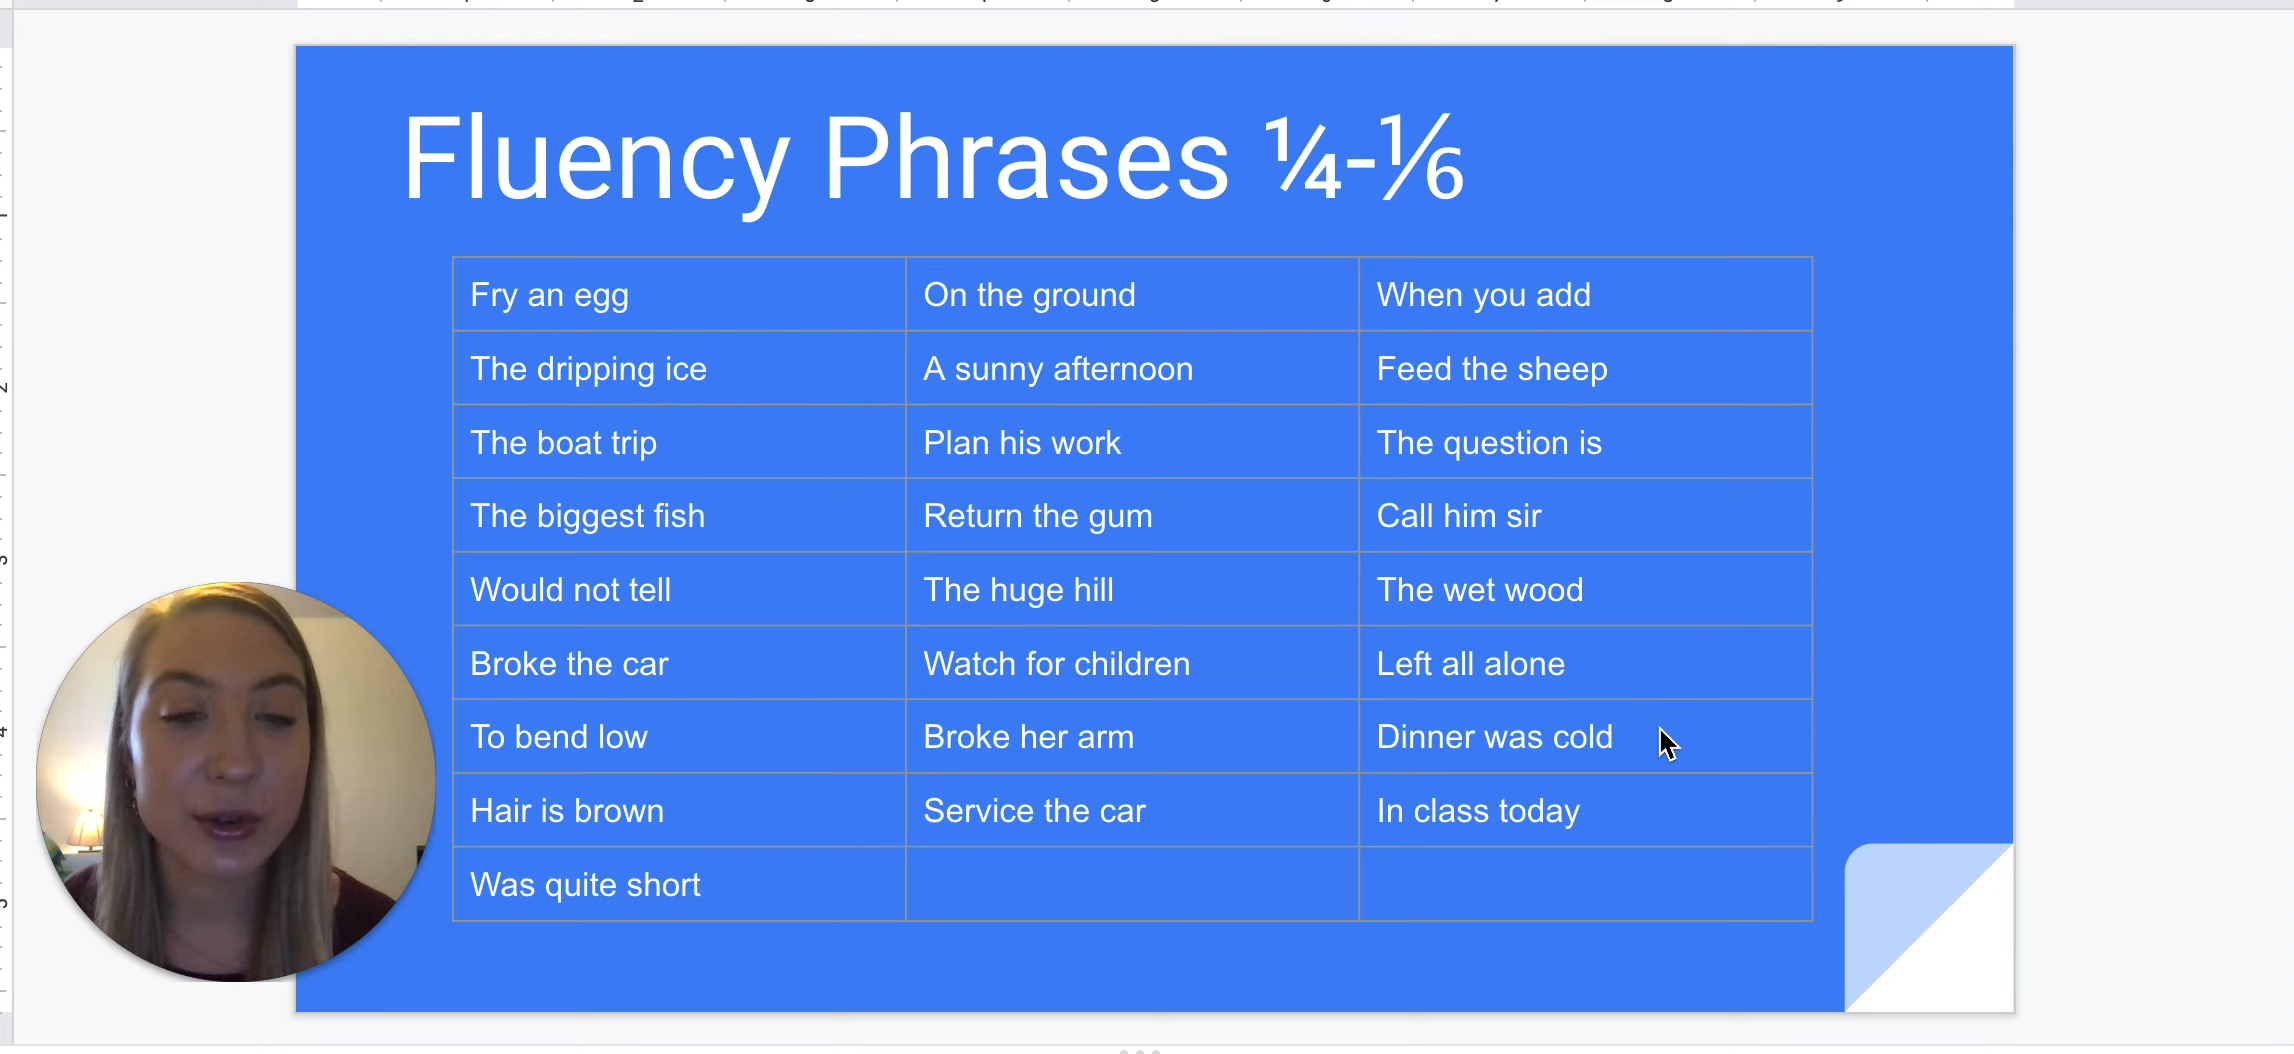 Fluency Phrases ¼-⅙
Fry an egg
On the ground
When you add
The dripping ice
A sunny afternoon
Feed the sheep
The boat trip
Plan his work
The question is
The biggest fish
Return the gum
Call him sir
Would not tell
The huge hill
The wet wood
Broke the car
Watch for children
Left all alone
To bend low
Broke her arm
Dinner was cold
Hair is brown
Service the car
In class today
Was quite short
2
3
4
5